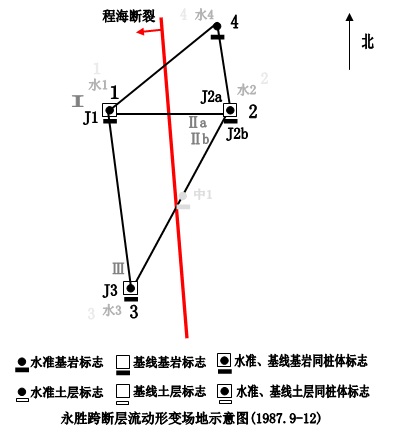 程海断裂
4 水4
4
北
1
水1
1
Ⅱ
J1
2
水2
J2a
2
Ⅱa
J2b
Ⅱb
中1
Ⅲ
J3
3
3 水3
水准基岩标志 基线基岩标志 水准、基线基岩同桩体标志
水准土层标志 基线土层标志 水准、基线土层同桩体标志
永胜跨断层流动形变场地示意图(1987.9-12)